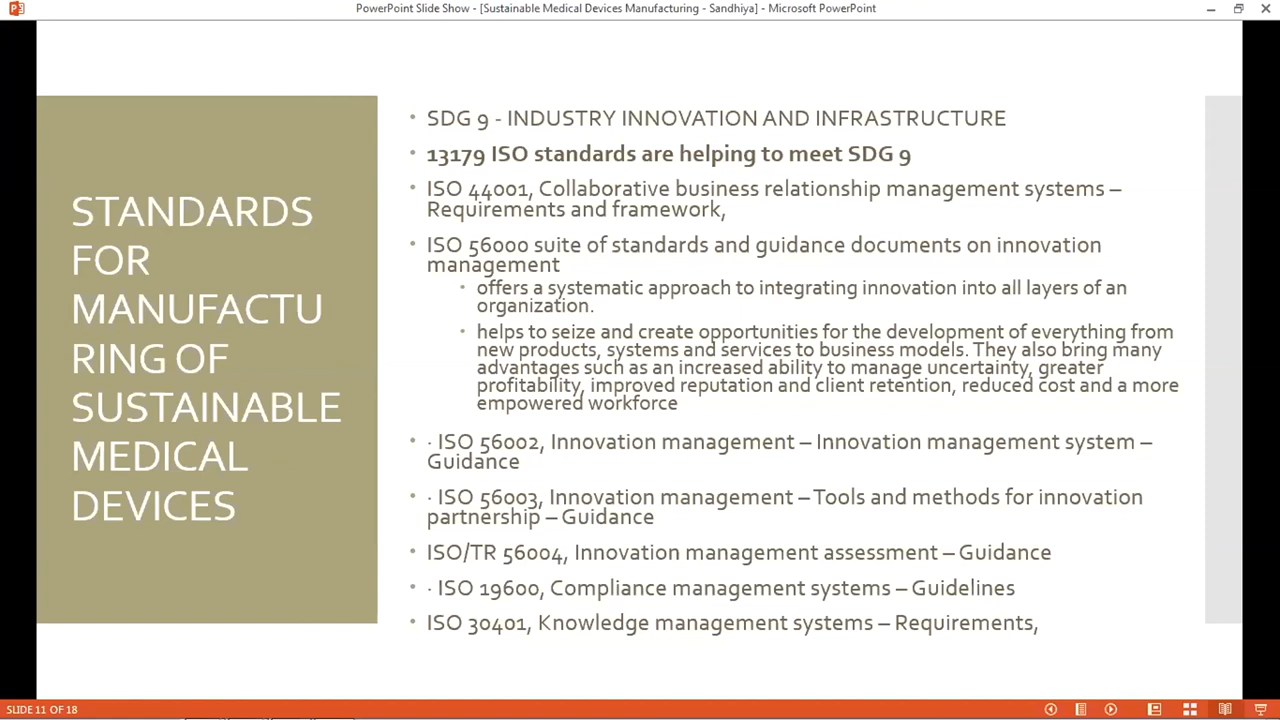 PowerPoint Slide Show - [Sustainable Medical Devices Manufacturing - Sandhiya] - Microsoft PowerPoint
STANDARDS
FOR
MANUFACTU
RING OF
SUSTAINABLE
MEDICAL
DEVICES
• SDG 9 - INDUSTRY INNOVATION AND INFRASTRUCTURE
• 13179 ISO standards are helping to meet SDG 9
• ISO 44001, Collaborative business relationship management systems –
Requirements and framework,
• ISO 56000 suite of standards and guidance documents on innovation
management
• offers a systematic approach to integrating innovation into all layers of an
organization.
• helps to seize and create opportunities for the development of everything from
new products, systems and services to business models. They also bring many
advantages such as an increased ability to manage uncertainty, greater
profitability, improved reputation and client retention, reduced cost and a more
empowered workforce
• · ISO 56002, Innovation management – Innovation management system –
Guidance
• · ISO 56003, Innovation management – Tools and methods for innovation
partnership – Guidance
• ISO/TR 56004, Innovation management assessment – Guidance
• · ISO 19600, Compliance management systems – Guidelines
• ISO 30401, Knowledge management systems – Requirements,
SLIDE 11 OF 18